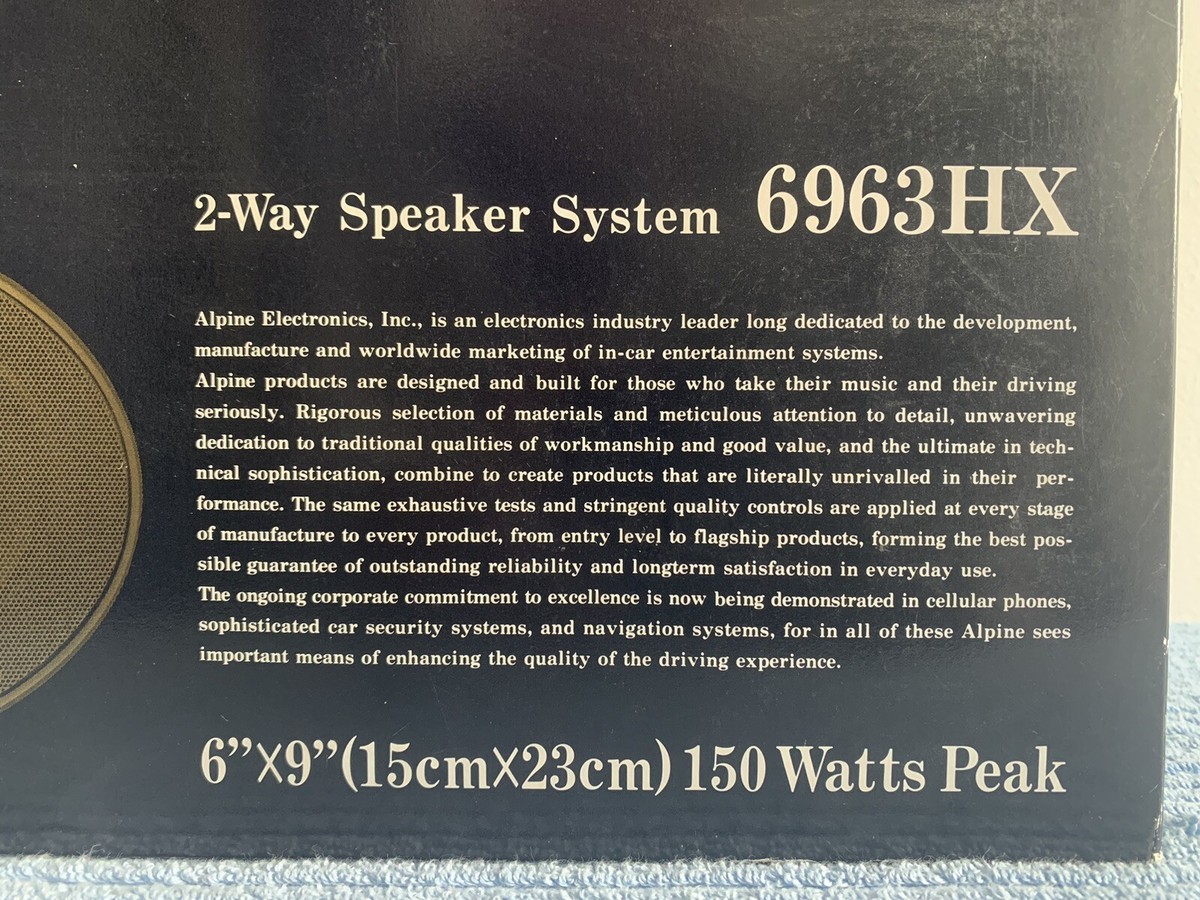 2-Way Speaker System 6963HX
Alpine Electronics, Inc., is an electronics industry leader long dedicated to the development,
manufacture and worldwide marketing of in-car entertainment systems.
Alpine products are designed and built for those who take their music and their driving
seriously. Rigorous selection of materials and meticulous attention to detail, unwavering
dedication to traditional qualities of workmanship and good value, and the ultimate in tech-
nical sophistication, combine to create products that are literally unrivalled in their per-
formance. The same exhaustive tests and stringent quality controls are applied at every stage
of manufacture to every product, from entry level to flagship products, forming the best pos-
sible guarantee of outstanding reliability and longterm satisfaction in everyday use.
The ongoing corporate commitment to excellence is now being demonstrated in cellular phones,
sophisticated car security systems, and navigation systems, for in all of these Alpine sees
important means of enhancing the quality of the driving experience.
6”X9”(15cmX23cm) 150 Watts Peak